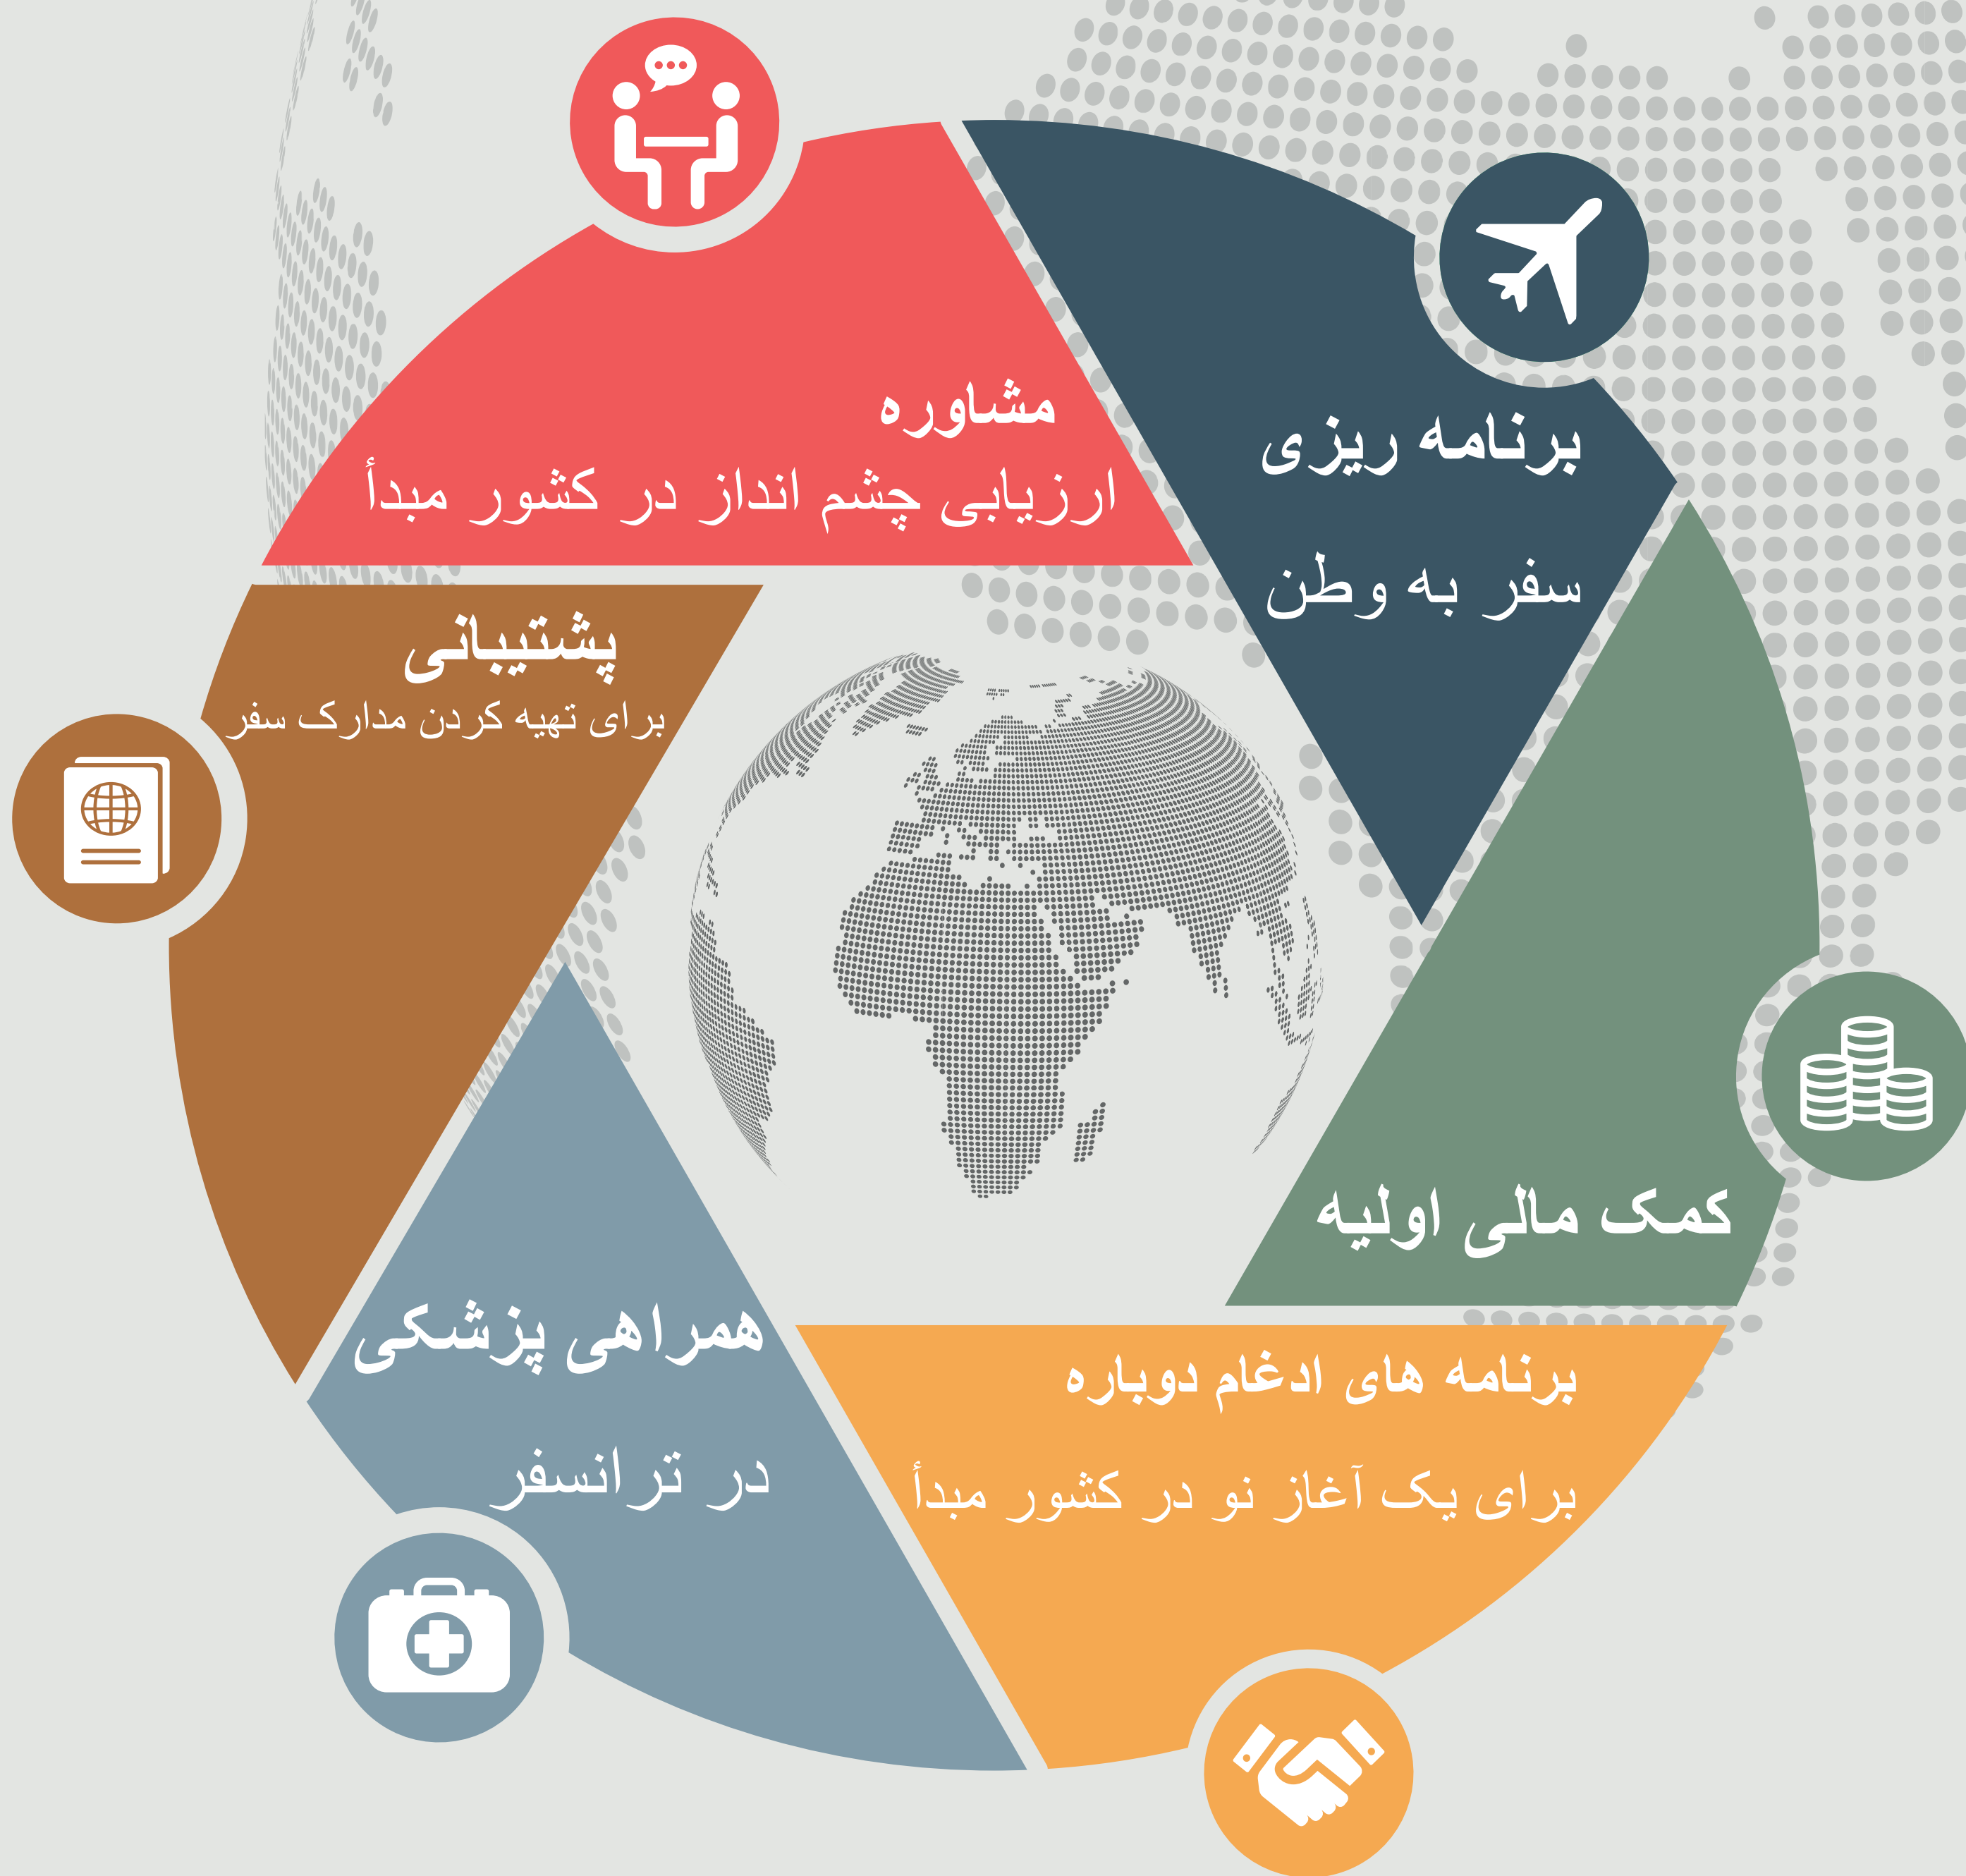 مشاوره
ارزیابی چشم انداز در کشور مبدأ
برنامه ریزی
سفر به وطن
پشتیبانی
برای تهیه کردن مدارک سفر
کمک مالی اولیه
همراهی پزشکی
در ترانسفر
برنامه های ادغام دوباره
برای یک آغاز نو در کشور مبدأ